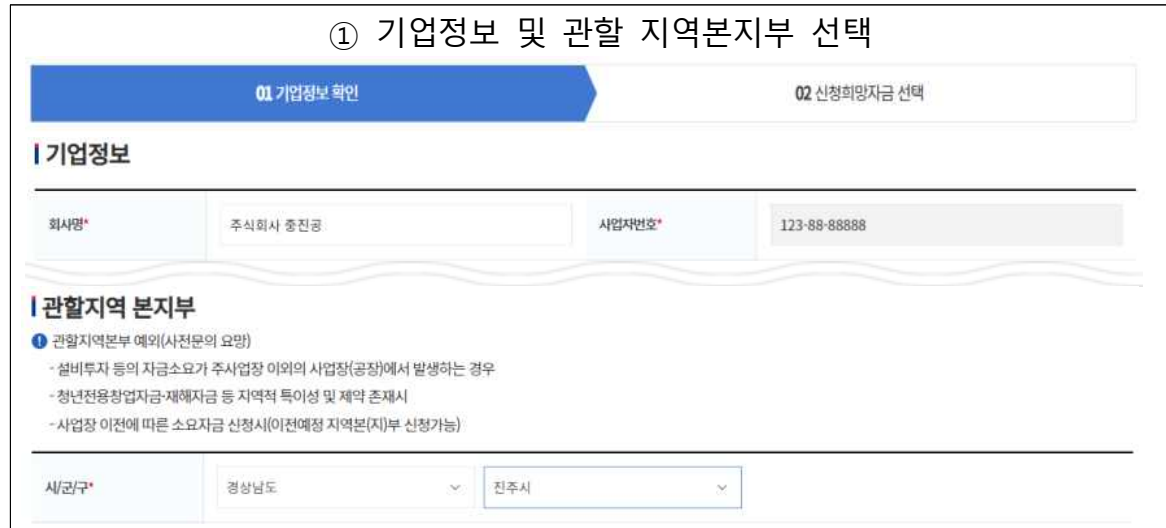 ① 기업정보 및 관할 지역본지부 선택
01 기업정보 확인
02 신청희망자금 선택
기업정보
회사명* 주식회사 중진공 사업자번호* 123-88-88888
관할지역 본지부
관할지역본부 예외(사전문의 요망)
- 설비투자 등의 자금소요가 주사업장 이외의 사업장(공장)에서 발생하는 경우
- 청년전용창업자금·재해자금 등 지역적 특이성 및 제약 존재시
- 사업장 이전에 따른 소요자금 신청시(이전예정 지역본(지)부 신청가능)
시/군/구* 경상남도 진주시